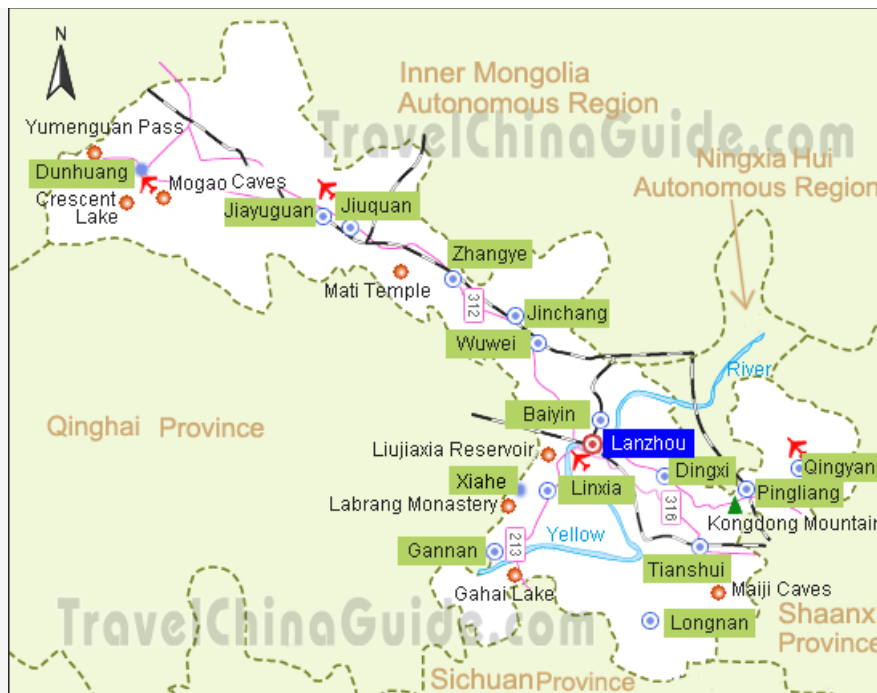 N
Inner Mongolia
Autonomous Region
TravelChinaGuide.com
Yumenguan Pass
Ningxia Hui
Autonomous Region
Dunhuang
Mogao Caves
Crescent
Lake
Jiayuguan
Jiuquan
Zhangye
Mati Temple
312
Jinchang
Wuwei
River
Qinghai Province
Baiyin
Lanzhou
Liujiaxia Reservoir
Dingxi
Qingyan
Xiahe
Linxia
Pingliang
Labrang Monastery
316
Kongdong Mountain
213
Yellow
Gannan
Tianshui
Gahai Lake
Maiji Caves
TravelChinaGuide.com
Longnan
Shaanx
Province
Sichuan Province